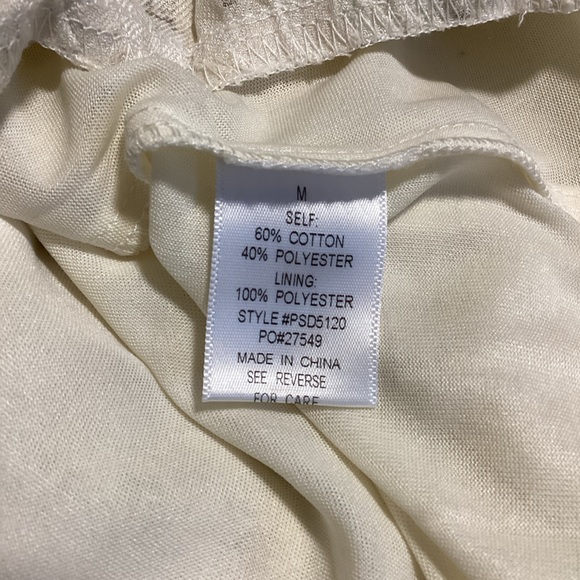 M
SELF:
60% COTTON
40% POLYESTER
LINING:
100% POLYESTER
STYLE #PSD5120
PO#27549
MADE IN CHINA
SEE REVERSE
FOR CARE